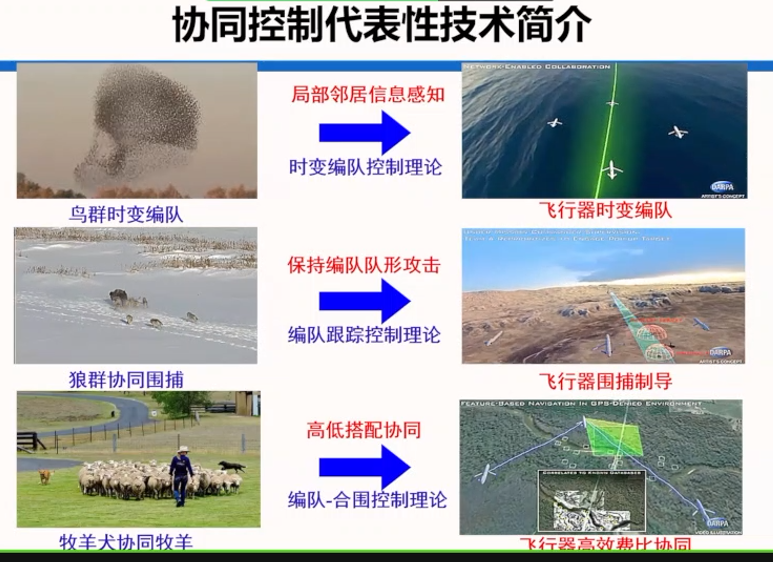 协同控制代表性技术简介
局部邻居信息感知
时变编队控制理论
鸟群时变编队
NETWORK-ENABLED COLLABORATION
DARPA
ARTIST'S CONCEPT
飞行器时变编队
保持编队队形攻击
编队跟踪控制理论
狼群协同围捕
DARPA
ARTIST'S CONCEPT
飞行器围捕制导
高低搭配协同
编队-合围控制理论
牧羊犬协同牧羊
FEATURE-BASED NAVIGATION IN GPS-DENIED ENVIRONMENT
CORRELATED TO KNOWN DATABASES
DARPA
VIDEO ILLUSTRATION
飞行器高效费比协同